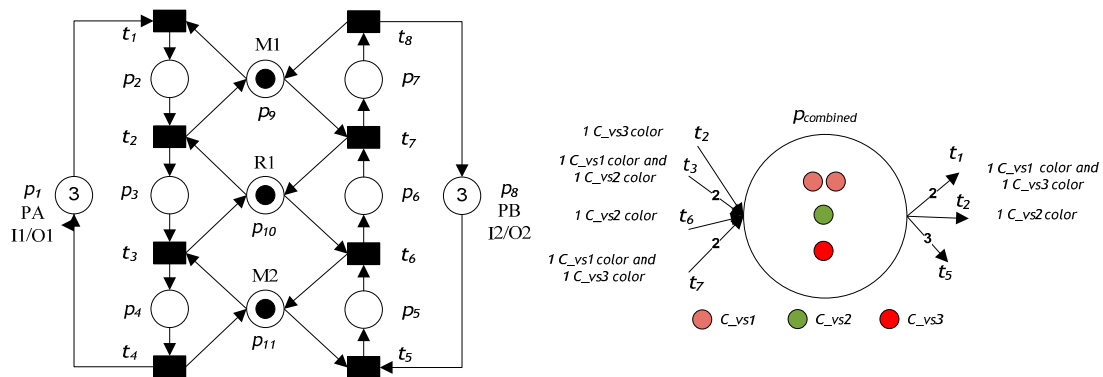 t1
p2
t2
p3
t3
p4
t4
p1
PA
I1/O1
3
M1
p9
R1
p10
M2
p11
t8
p7
t7
p6
t6
p5
t5
3
p8
PB
I2/O2
pcombined
1 C_vs3 color
t2
1 C_vs1 color and
1 C_vs2 color
t3
2
1 C_vs2 color
t6
2
1 C_vs1 color and
1 C_vs3 color
t7
t1
2
1 C_vs1 color and
1 C_vs3 color
t2
1 C_vs2 color
3
t5
C_vs1
C_vs2
C_vs3